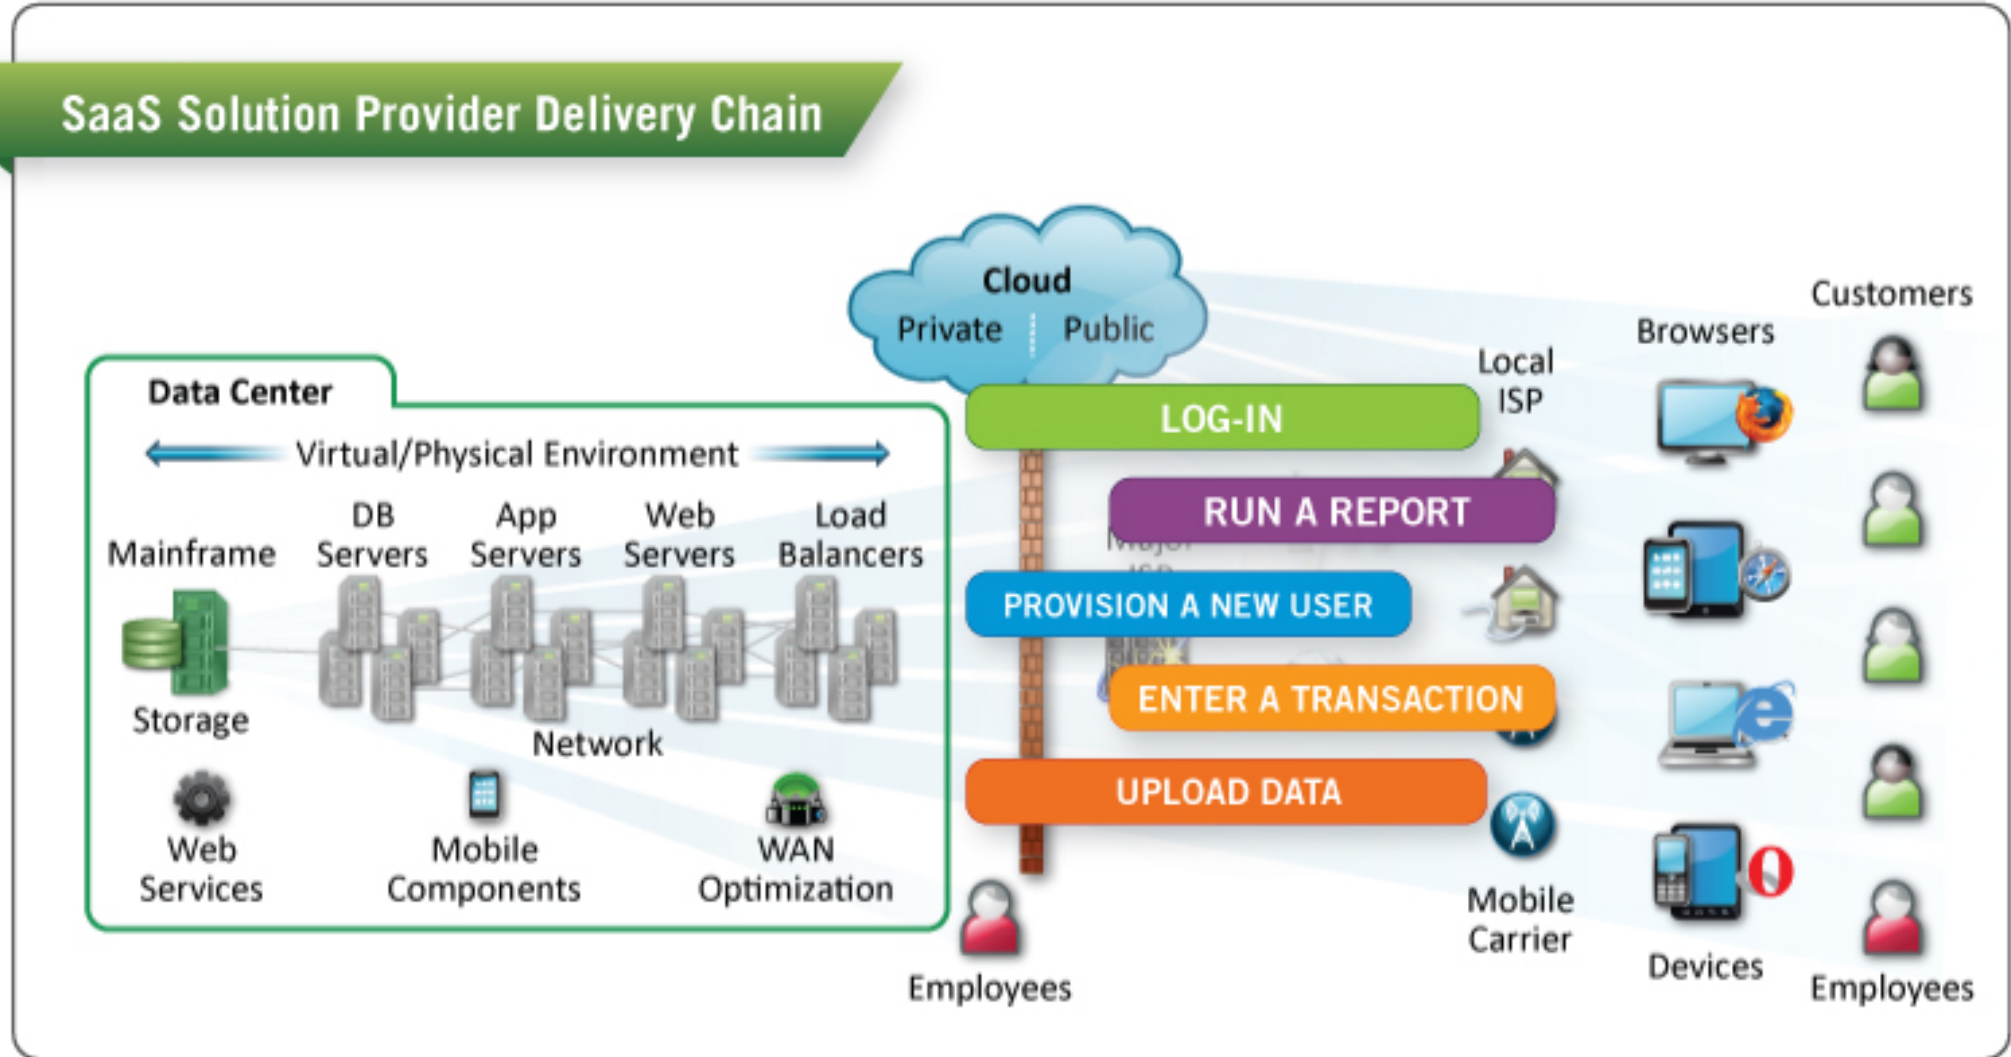 SaaS Solution Provider Delivery Chain
Cloud
Private Public
Customers
Browsers
Local
ISP
Data Center
Virtual/Physical Environment
LOG-IN
RUN A REPORT
PROVISION A NEW USER
ENTER A TRANSACTION
UPLOAD DATA
Mainframe
DB
Servers
App
Servers
Web
Servers
Load
Balancers
Storage
Network
Web
Services
Mobile
Components
WAN
Optimization
Employees
Mobile
Carrier
Devices
Employees